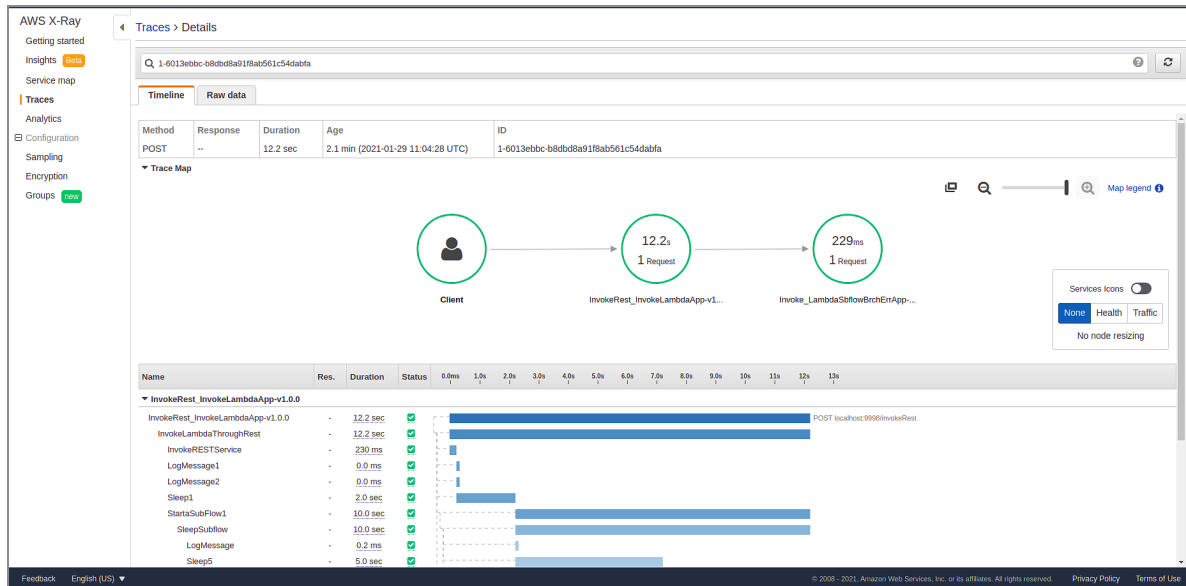 AWS X-Ray
Getting started
Insights Beta
Service map
Traces
Analytics
Configuration
Sampling
Encryption
Groups new
Traces > Details
1-6013ebbc-b8dbd8a91f8ab561c54dabfa
Timeline Raw data
Method Response Duration Age ID
POST -- 12.2 sec 2.1 min (2021-01-29 11:04:28 UTC) 1-6013ebbc-b8dbd8a91f8ab561c54dabfa
Trace Map
Map legend
12.2s
1 Request
229ms
1 Request
Client
InvokeRest_InvokeLambdaApp-v1...
Invoke_LambdaSbflowBrchErrApp-...
Services Icons
None Health Traffic
No node resizing
Name Res. Duration Status 0.0ms 1.0s 2.0s 3.0s 4.0s 5.0s 6.0s 7.0s 8.0s 9.0s 10s 11s 12s 13s
InvokeRest_InvokeLambdaApp-v1.0.0
InvokeRest_InvokeLambdaApp-v1.0.0 - 12.2 sec POST localhost:9998/invokeRest
InvokeLambdaThroughRest - 12.2 sec
InvokeRESTService - 230 ms
LogMessage1 - 0.0 ms
LogMessage2 - 0.0 ms
Sleep1 - 2.0 sec
StartaSubFlow1 - 10.0 sec
SleepSubflow - 10.0 sec
LogMessage - 0.2 ms
Sleep5 - 5.0 sec
Feedback English (US) © 2008 - 2021, Amazon Web Services, Inc. or its affiliates. All rights reserved. Privacy Policy Terms of Use